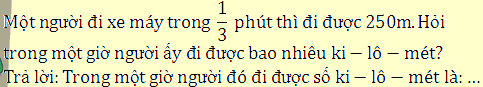 Một người đi xe máy trong 1/3 phút thì đi được 250m. Hỏi
trong một giờ người ấy đi được bao nhiêu ki – lô – mét?
Trả lời: Trong một giờ người đó đi được số ki – lô – mét là: ...